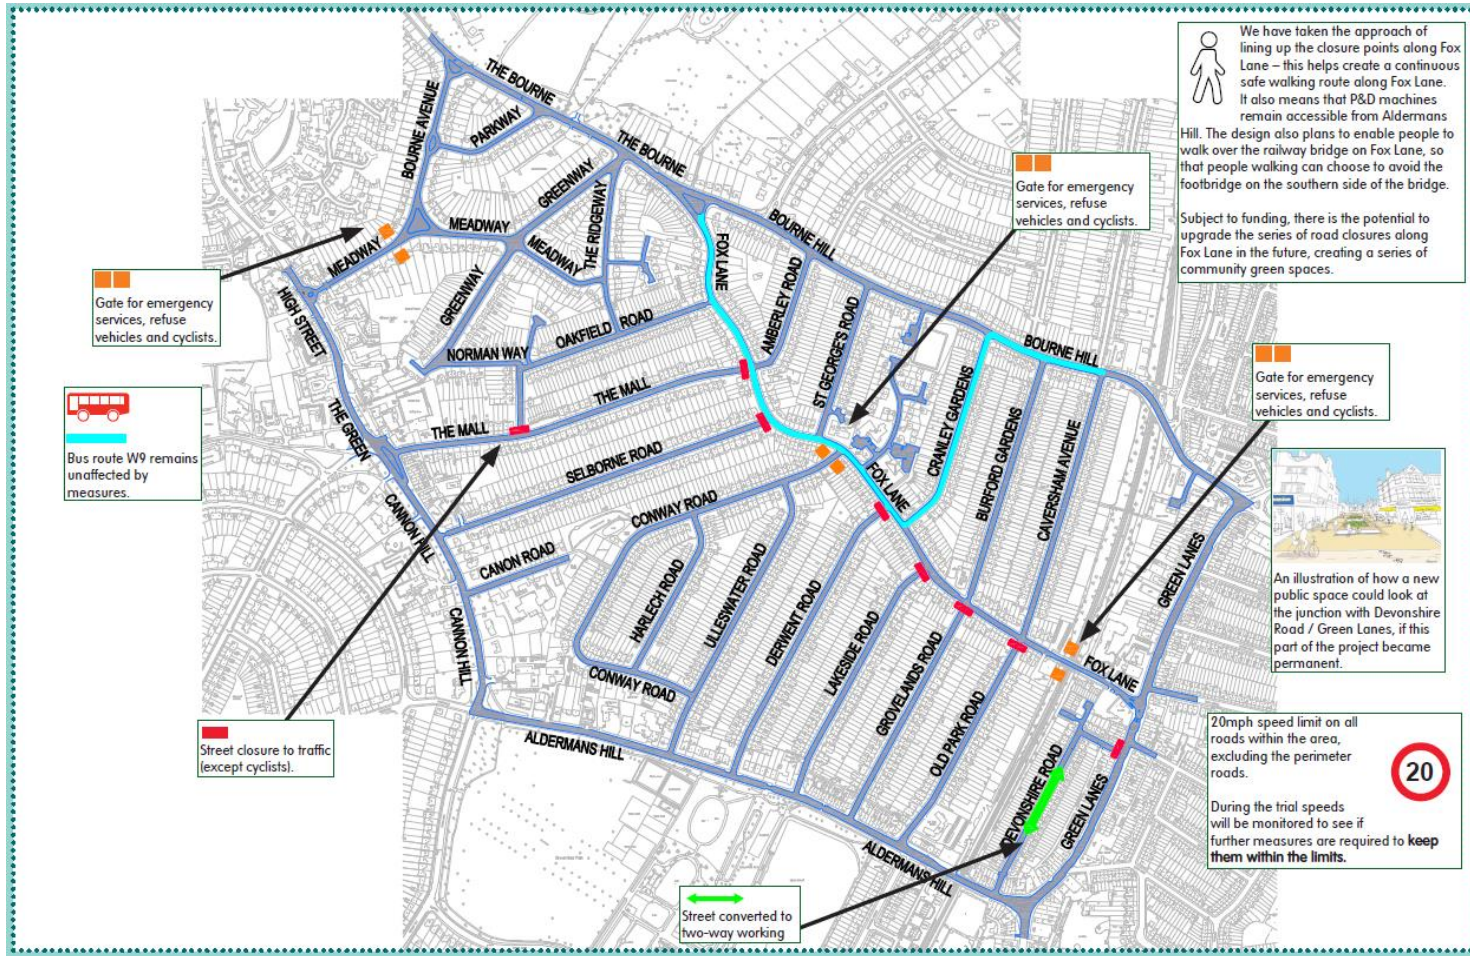 We have taken the approach of
lining up the closure points along Fox
Lane – this helps create a continuous
safe walking route along Fox Lane.
It also means that P&D machines
remain accessible from Aldermans
Hill. The design also plans to enable people to
walk over the railway bridge on Fox Lane, so
that people walking can choose to avoid the
footbridge on the southern side of the bridge.
Subject to funding, there is the potential to
upgrade the series of road closures along
Fox Lane in the future, creating a series of
community green spaces.
THE BOURNE
BOURNE AVENUE
PARKWAY
THE BOURNE
GREENWAY
Gate for emergency
services, refuse
vehicles and cyclists.
BOURNE HILL
MEADWAY
MEADWAY
MEADWAY
THE RIDGEWAY
FOX LANE
AMBERLEY ROAD
Gate for emergency
services, refuse
vehicles and cyclists.
HIGH STREET
GREENWAY
OAKFIELD ROAD
ST GEORGE'S ROAD
BOURNE HILL
NORMAN WAY
Gate for emergency
services, refuse
vehicles and cyclists.
THE MALL
THE MALL
THE GREEN
CRANLEY GARDENS
Bus route W9 remains
unaffected by
measures.
SELBORNE ROAD
FOX LANE
BURFORD GARDENS
CAVERSHAM AVENUE
CONWAY ROAD
CANNON HILL
CANON ROAD
GREEN LANES
HARLECH ROAD
ULLESWATER ROAD
DERWENT ROAD
An illustration of how a new
public space could look at
the junction with Devonshire
Road / Green Lanes, if this
part of the project became
permanent.
CANNON HILL
LAKESIDE ROAD
GROVELANDS ROAD
CONWAY ROAD
OLD PARK ROAD
FOX LANE
Street closure to traffic
(except cyclists).
ALDERMANS HILL
20mph speed limit on all
roads within the area,
excluding the perimeter
roads.
20
During the trial speeds
will be monitored to see if
further measures are required to keep
them within the limits.
DEVONSHIRE ROAD
GREEN LANES
ALDERMANS HILL
Street converted to
two-way working